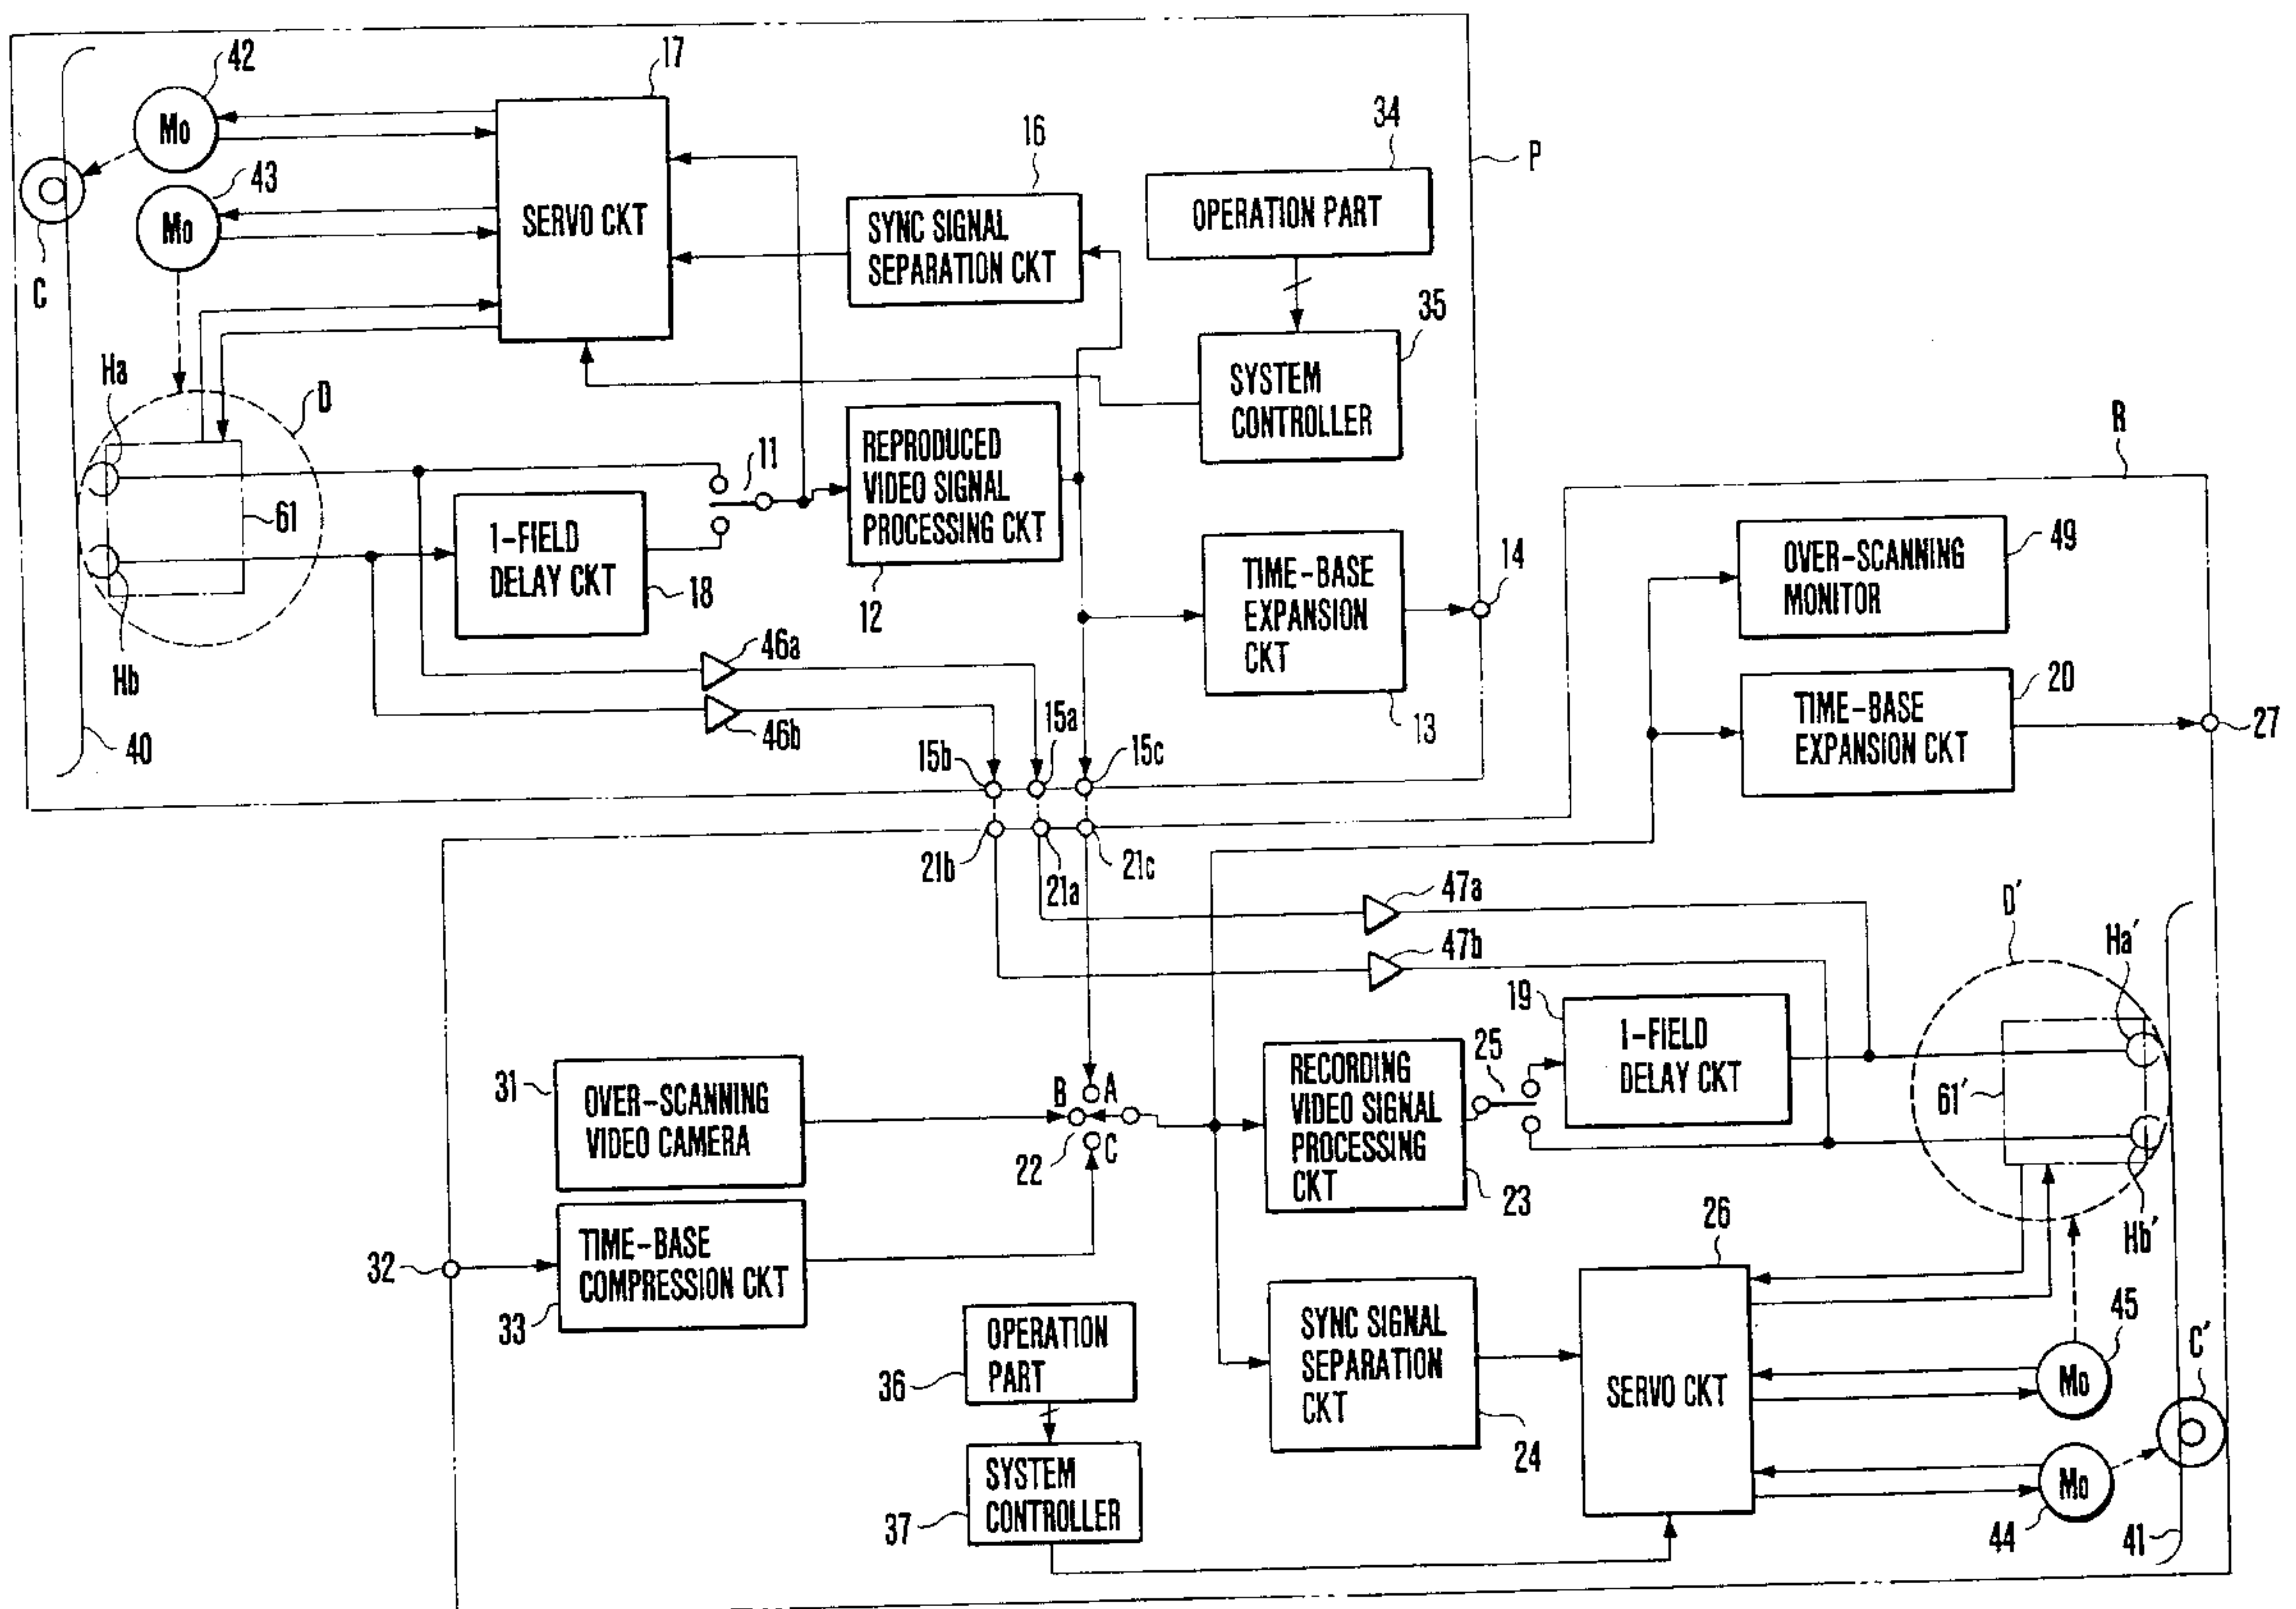 42
17
Mo
34
16
P
43
OPERATION PART
SERVO CKT
SYNC SIGNAL
SEPARATION CKT
Mo
C
35
Ha
D
SYSTEM
CONTROLLER
R
11
REPRODUCED
VIDEO SIGNAL
PROCESSING CKT
61
1-FIELD
DELAY CKT
18
12
OVER-SCANNING
MONITOR
49
TIME-BASE
EXPANSION
CKT
14
Hb
46a
46b
13
TIME-BASE
EXPANSION CKT
20
27
40
15b
15a
15c
21b
21a
21c
47a
47b
D'
Ha'
19
1-FIELD
DELAY CKT
25
31
OVER-SCANNING
VIDEO CAMERA
B
A
RECORDING
VIDEO SIGNAL
PROCESSING
CKT
61'
22
C
23
Hb'
26
32
TIME-BASE
COMPRESSION CKT
33
OPERATION
PART
36
SYNC SIGNAL
SEPARATION
CKT
SERVO CKT
45
Mo
C'
24
SYSTEM
CONTROLLER
37
Mo
44
41